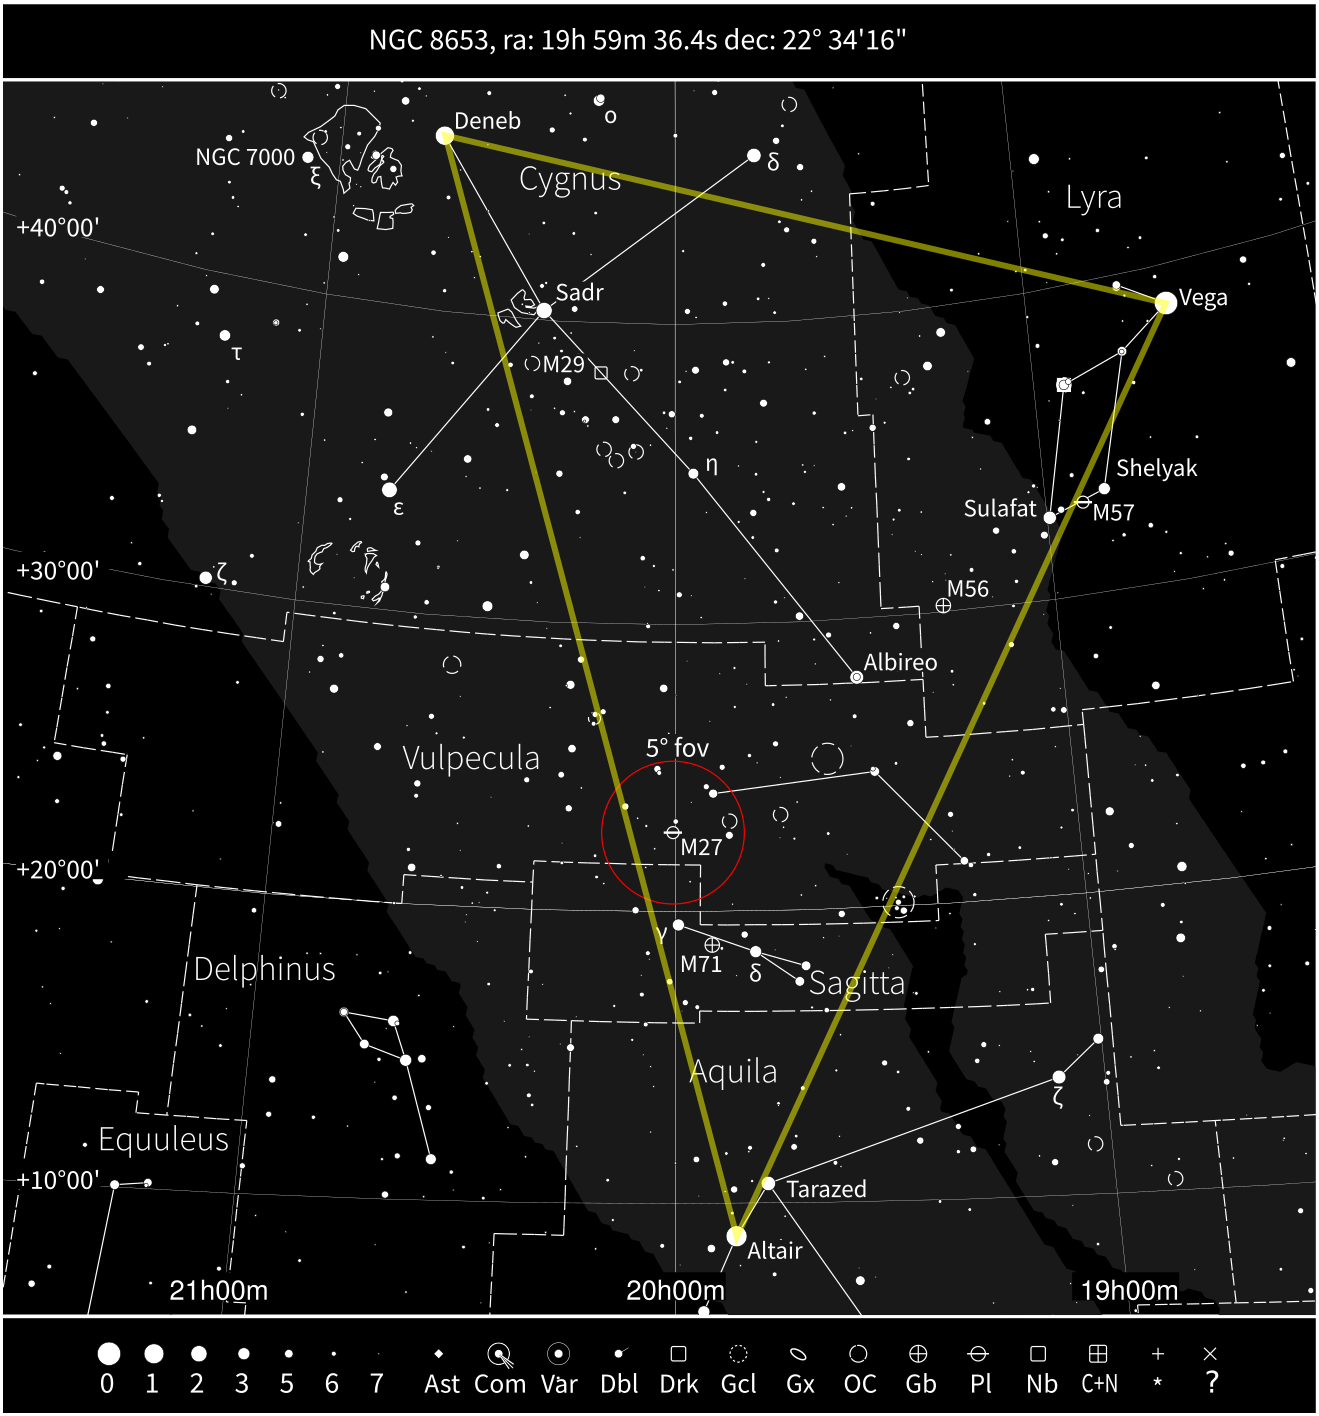 NGC 8653, ra: 19h 59m 36.4s dec: 22° 34'16"
Deneb
ο
NGC 7000
ξ
Cygnus
δ
Lyra
+40°00'
Sadr
Vega
τ
M29
η
Shelyak
ε
Sulafat
M57
+30°00'
ζ
M56
Albireo
5° fov
Vulpecula
M27
+20°00'
γ
M71
δ
Delphinus
Sagitta
Aquila
ζ
Equuleus
+10°00'
Tarazed
Altair
21h00m
20h00m
19h00m
0 1 2 3 5 6 7 Ast Com Var Dbl Drk Gcl Gx OC Gb Pl Nb C+N * ?